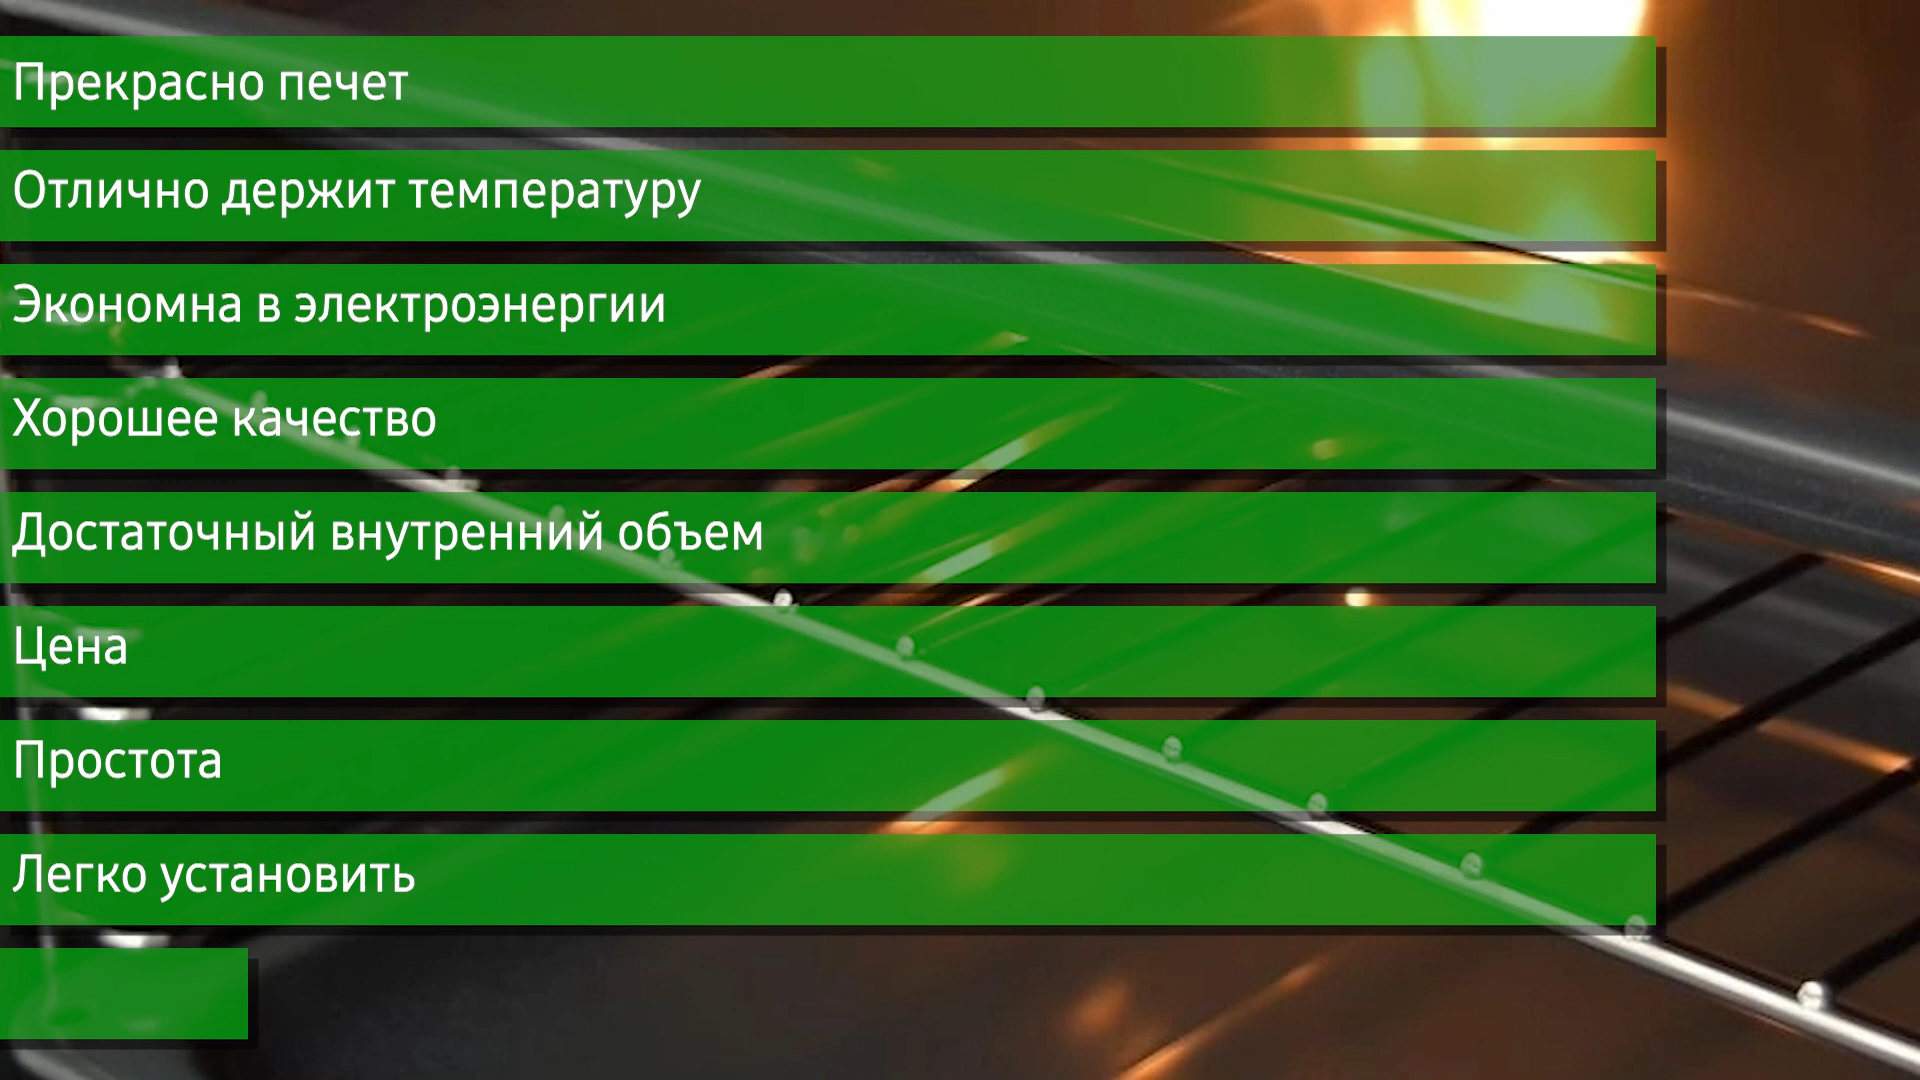 Прекрасно печет
Отлично держит температуру
Экономна в электроэнергии
Хорошее качество
Достаточный внутренний объем
Цена
Простота
Легко установить